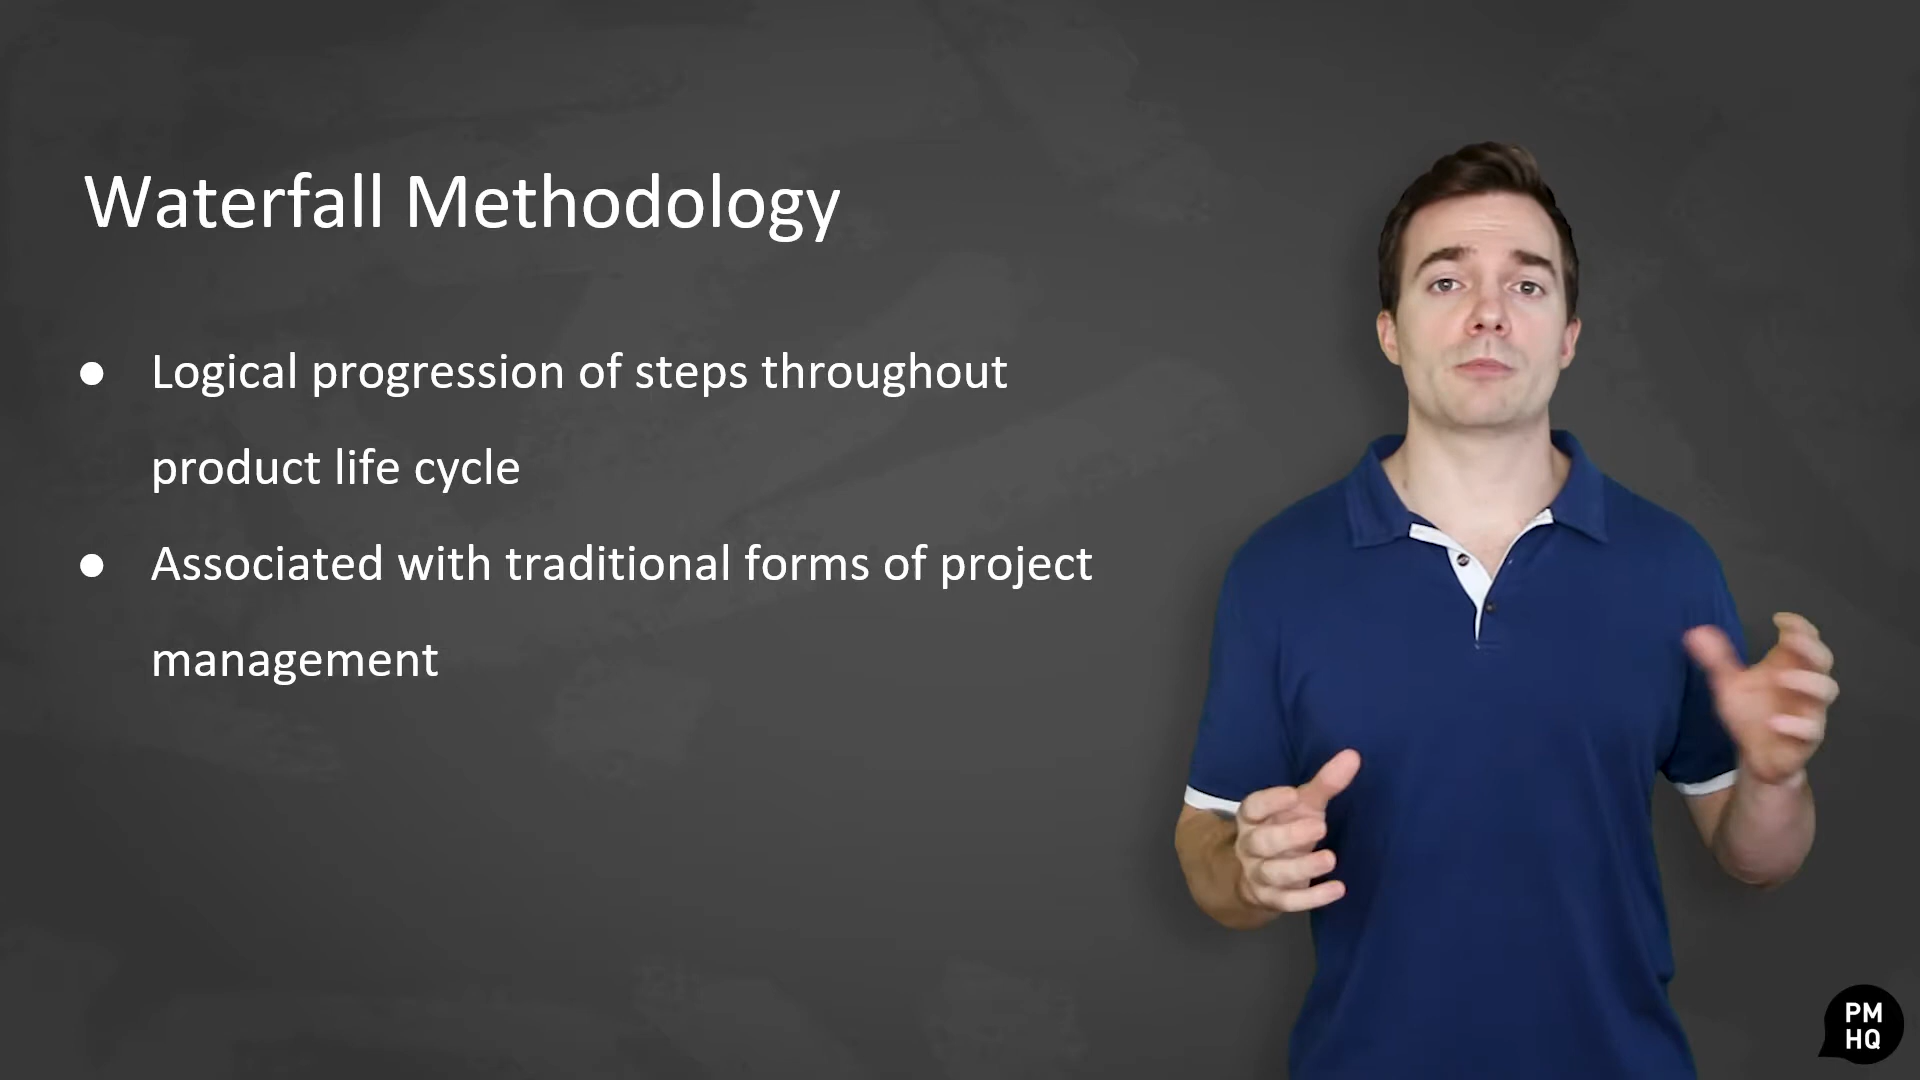 Waterfall Methodology
● Logical progression of steps throughout
product life cycle
● Associated with traditional forms of project
management
PM
HQ